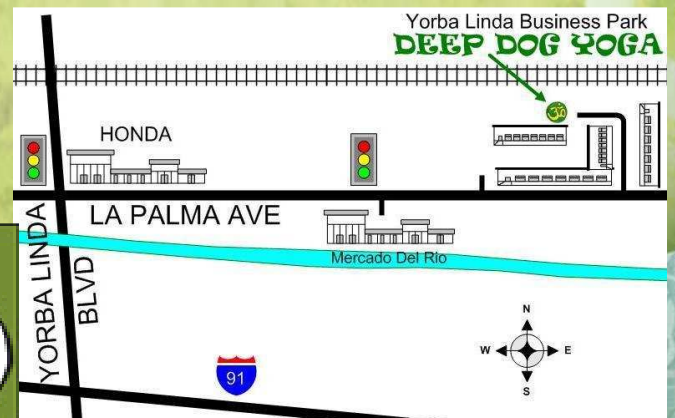 Yorba Linda Business Park
DEEP DOG YOGA
ॐ
HONDA
LA PALMA AVE
YORBA LINDA
BLVD
Mercado Del Rio
91
N
W
E
S